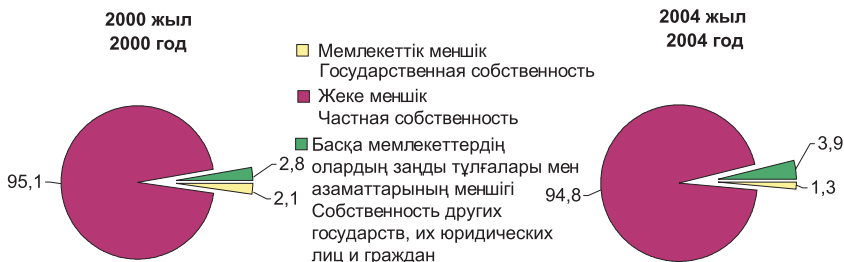 2000 жыл
2000 год
95,1
2,8
2,1
Мемлекеттік меншік
Государственная собственность
Жеке меншік
Частная собственность
Басқа мемлекеттердің
олардың заңды тұлғалары мен
азаматтарының меншігі
Собственность других
государств, их юридических
лиц и граждан
2004 жыл
2004 год
94,8
3,9
1,3